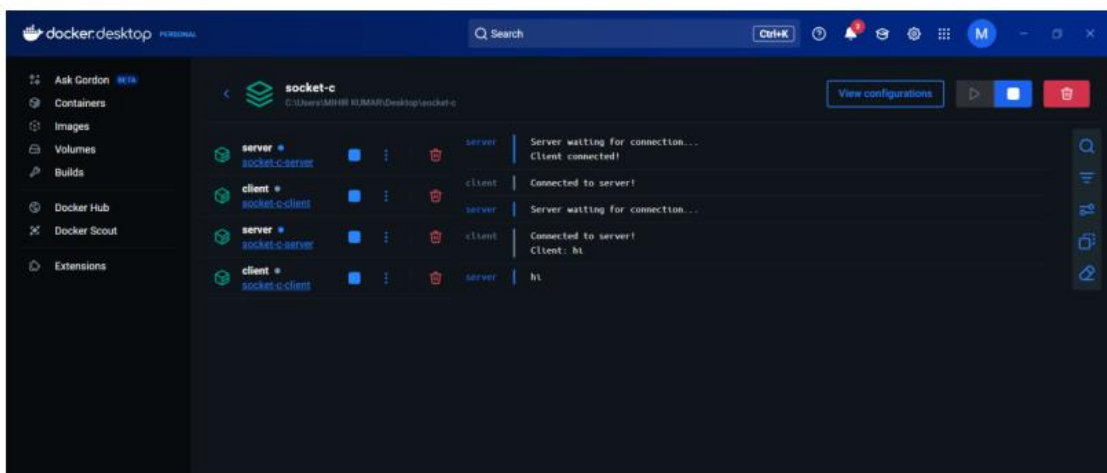 docker.desktop PERSONAL
Search
Ctrl+K
3
M
Ask Gordon BETA
Containers
Images
Volumes
Builds
Docker Hub
Docker Scout
Extensions
socket-c
C:\Users\MIHIR KUMAR\Desktop\socket-c
View configurations
server
socket-c-server
client
socket-c-client
server
socket-c-server
client
socket-c-client
server Server waiting for connection...
Client connected!
client Connected to server!
server Server waiting for connection...
client Connected to server!
Client: hi
server hi